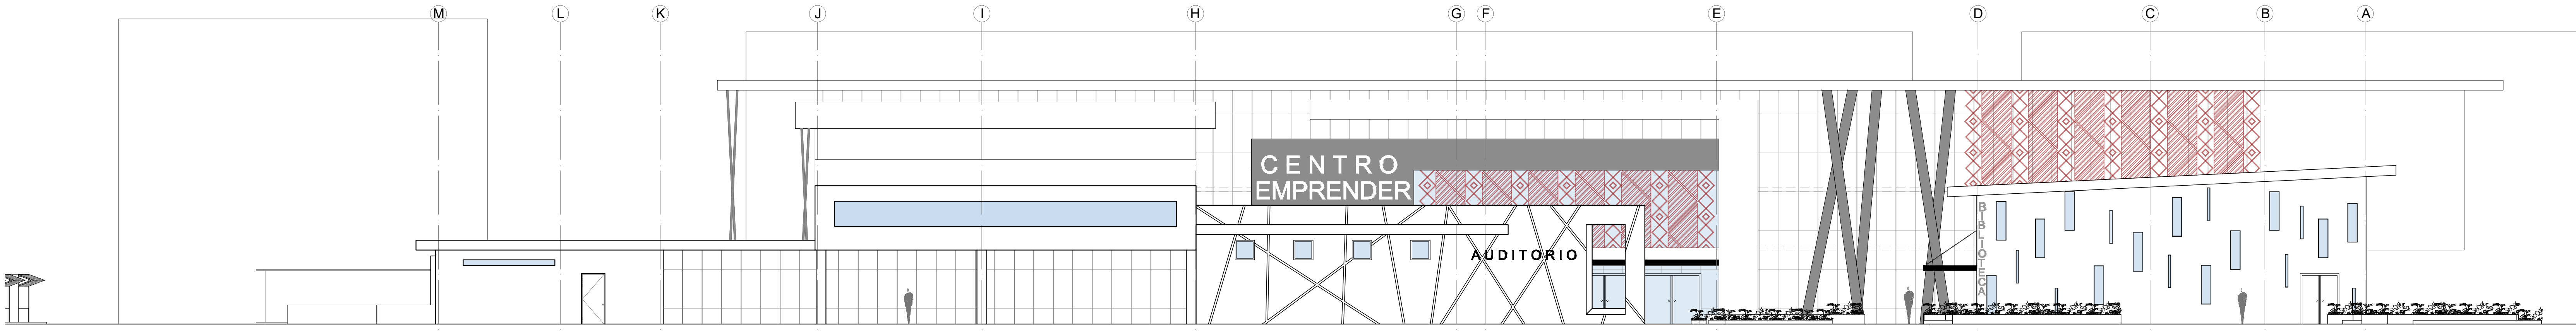 M L K J I H G F E D C B A
CENTRO
EMPRENDER
AUDITORIO
BIBLIOTECA